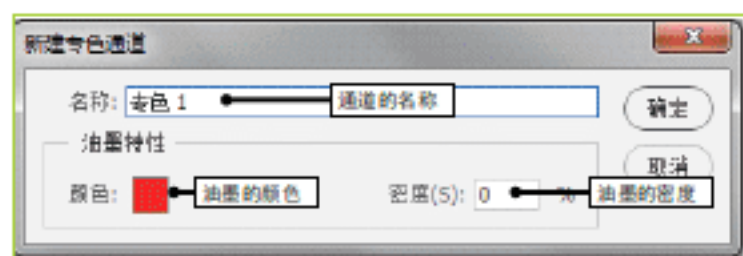 新建专色通道
名称: 专色 1 通道的名称 确定
油墨特性
取消
颜色: 油墨的颜色 密度(S): 0 % 油墨的密度